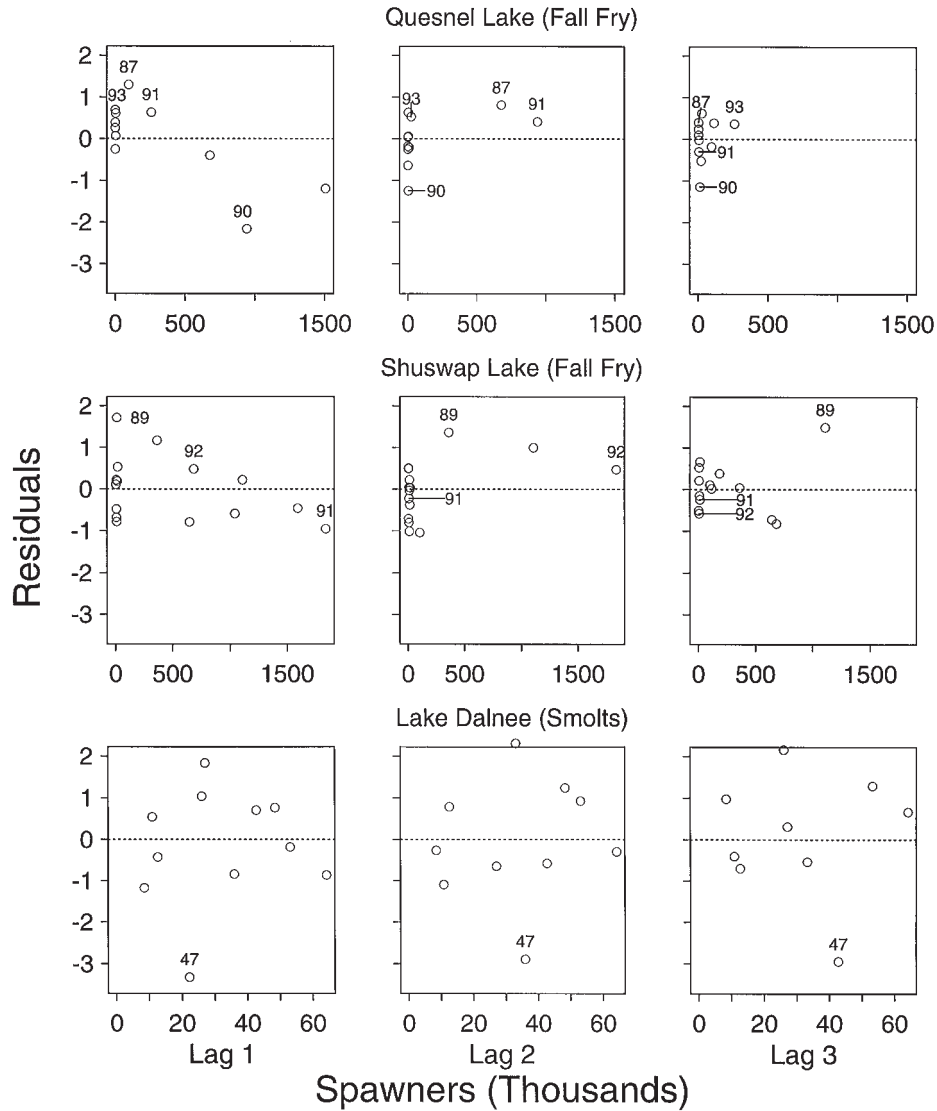 Quesnel Lake (Fall Fry)
2
1
0
-1
-2
-3
87
93
91
90
0 500 1500
93
87
91
90
0 500 1500
87
93
91
90
0 500 1500
Shuswap Lake (Fall Fry)
Residuals
2
1
0
-1
-2
-3
89
92
91
0 500 1500
89
92
91
0 500 1500
89
91
92
0 500 1500
Lake Dalnee (Smolts)
2
1
0
-1
-2
-3
47
0 20 40 60
47
0 20 40 60
47
0 20 40 60
Lag 1 Lag 2 Lag 3
Spawners (Thousands)